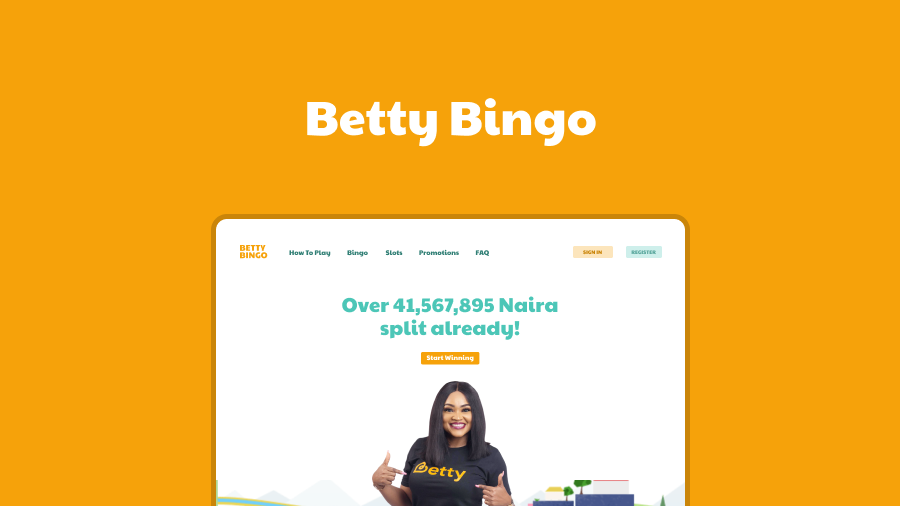 Betty Bingo
BETTY
BINGO
How To Play Bingo Slots Promotions FAQ SIGN IN REGISTER
Over 41,567,895 Naira
split already!
Start Winning
Betty